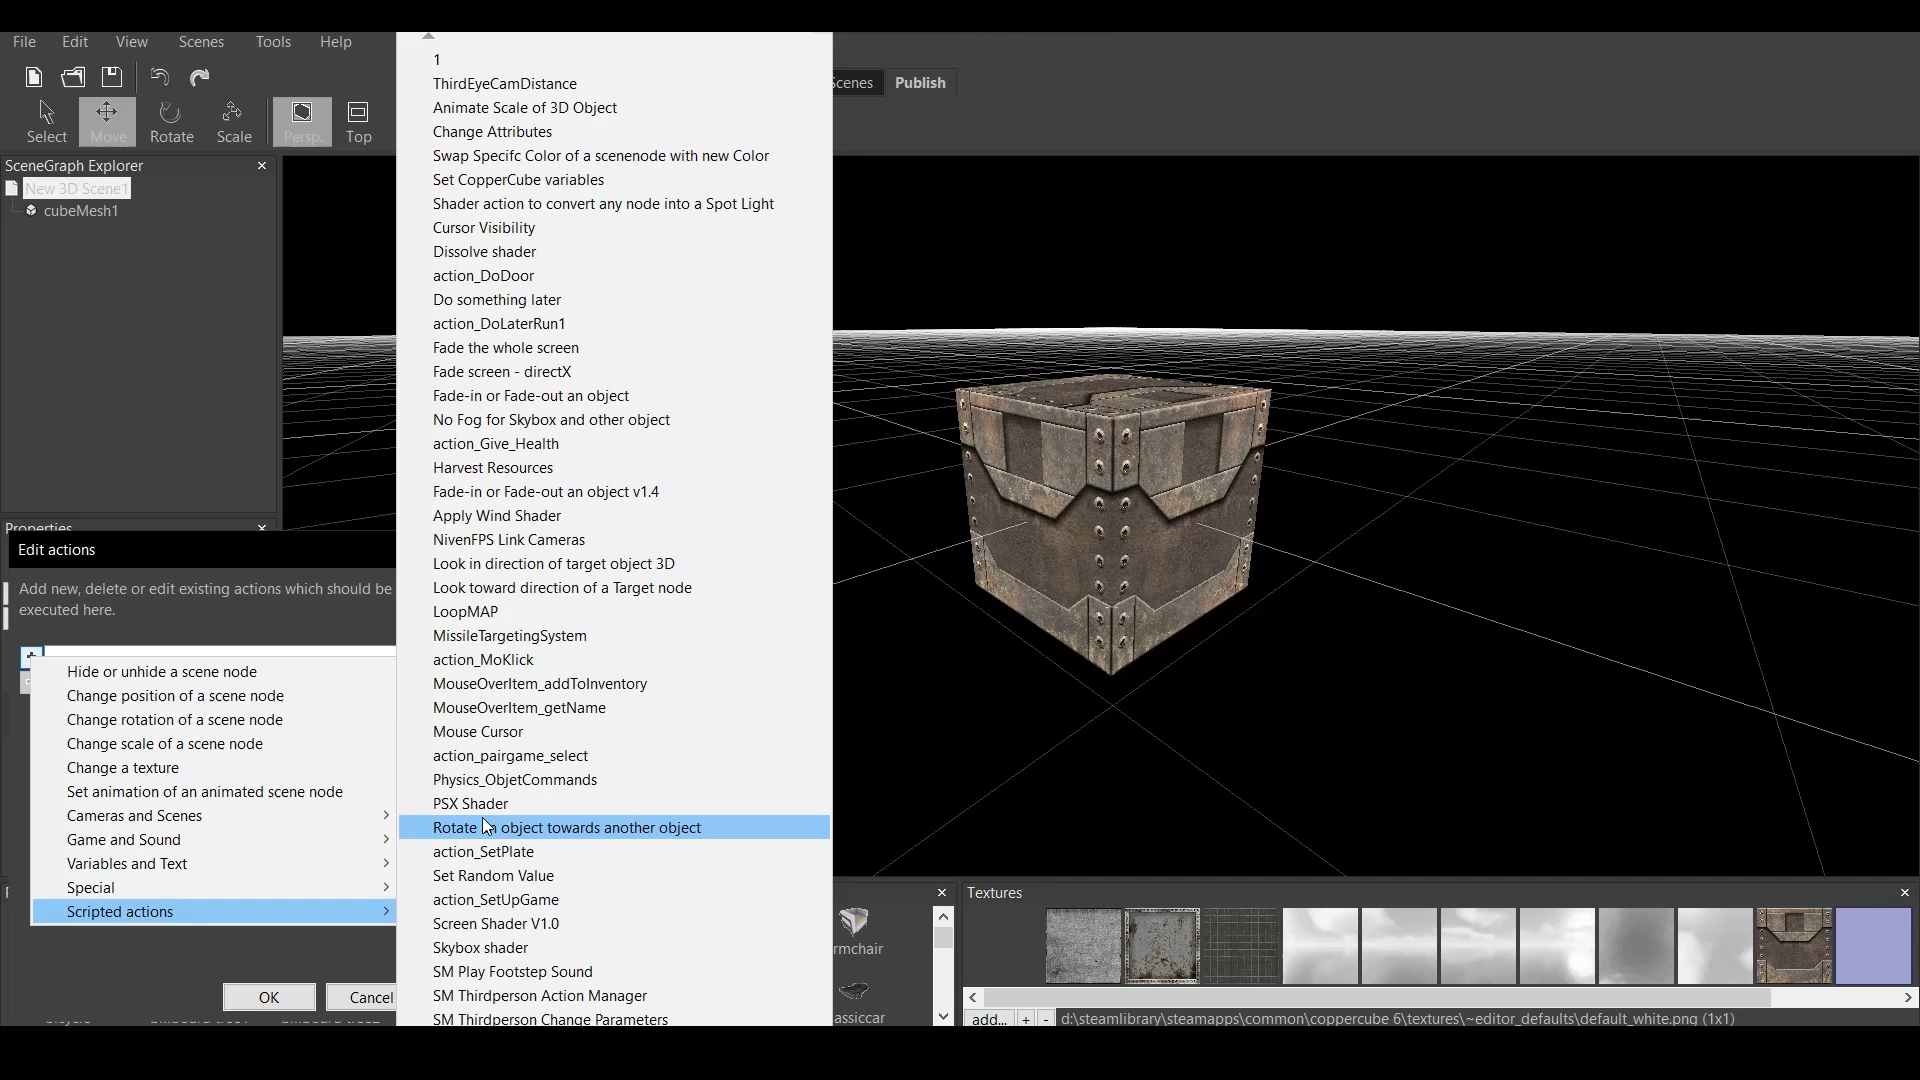 File Edit View Scenes Tools Help
Scenes Publish
Select Move Rotate Scale Persp. Top
SceneGraph Explorer
New 3D Scene1
cubeMesh1
Properties
Edit actions
Add new, delete or edit existing actions which should be
executed here.
Hide or unhide a scene node
Change position of a scene node
Change rotation of a scene node
Change scale of a scene node
Change a texture
Set animation of an animated scene node
Cameras and Scenes
Game and Sound
Variables and Text
Special
Scripted actions
OK Cancel
1
ThirdEyeCamDistance
Animate Scale of 3D Object
Change Attributes
Swap Specifc Color of a scenenode with new Color
Set CopperCube variables
Shader action to convert any node into a Spot Light
Cursor Visibility
Dissolve shader
action_DoDoor
Do something later
action_DoLaterRun1
Fade the whole screen
Fade screen - directX
Fade-in or Fade-out an object
No Fog for Skybox and other object
action_Give_Health
Harvest Resources
Fade-in or Fade-out an object v1.4
Apply Wind Shader
NivenFPS Link Cameras
Look in direction of target object 3D
Look toward direction of a Target node
LoopMAP
MissileTargetingSystem
action_MoKlick
MouseOverItem_addToInventory
MouseOverItem_getName
Mouse Cursor
action_pairgame_select
Physics_ObjetCommands
PSX Shader
Rotate an object towards another object
action_SetPlate
Set Random Value
action_SetUpGame
Screen Shader V1.0
Skybox shader
SM Play Footstep Sound
SM Thirdperson Action Manager
SM Thirdperson Change Parameters
rmchair
assiccar
Textures
add... + - d:\steamlibrary\steamapps\common\coppercube 6\textures\~editor_defaults\default_white.png (1x1)